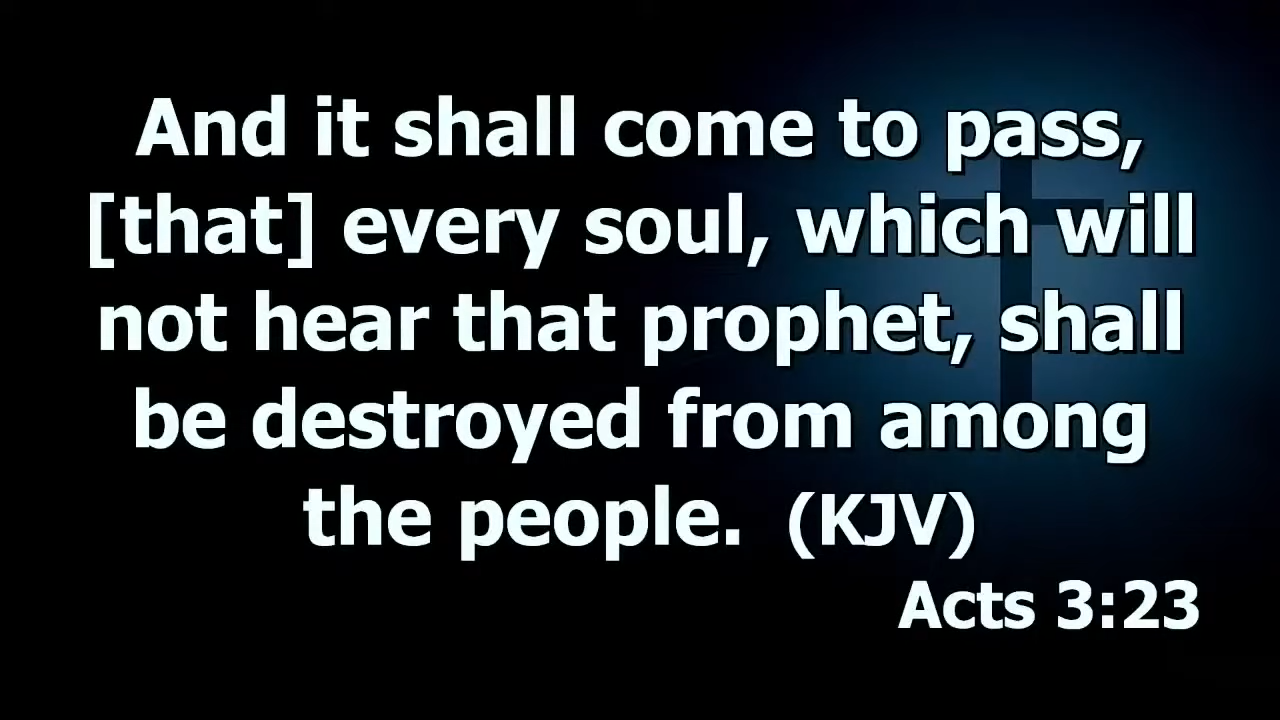 And it shall come to pass,
[that] every soul, which will
not hear that prophet, shall
be destroyed from among
the people.  (KJV)
Acts 3:23